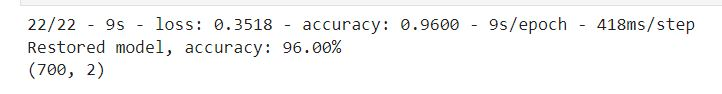 22/22 - 9s - loss: 0.3518 - accuracy: 0.9600 - 9s/epoch - 418ms/step
Restored model, accuracy: 96.00%
(700, 2)